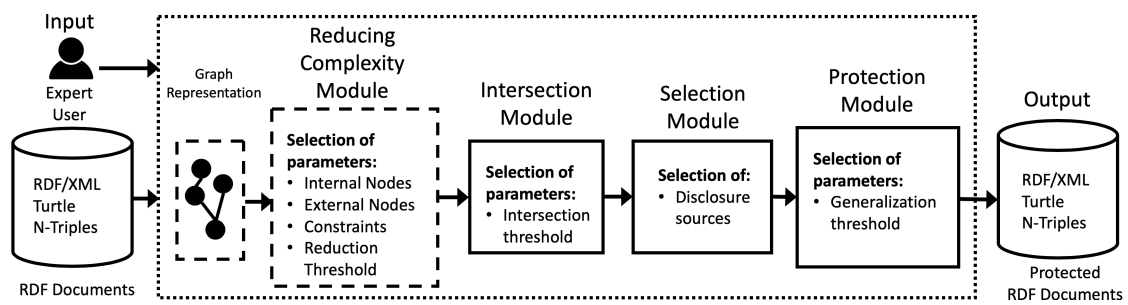 Input
Expert
User
RDF/XML
Turtle
N-Triples
RDF Documents
Graph
Representation
Reducing
Complexity
Module
Selection of
parameters:
• Internal Nodes
• External Nodes
• Constraints
• Reduction
Threshold
Intersection
Module
Selection of
parameters:
• Intersection
threshold
Selection
Module
Selection of:
• Disclosure
sources
Protection
Module
Selection of
parameters:
• Generalization
threshold
Output
RDF/XML
Turtle
N-Triples
Protected
RDF Documents